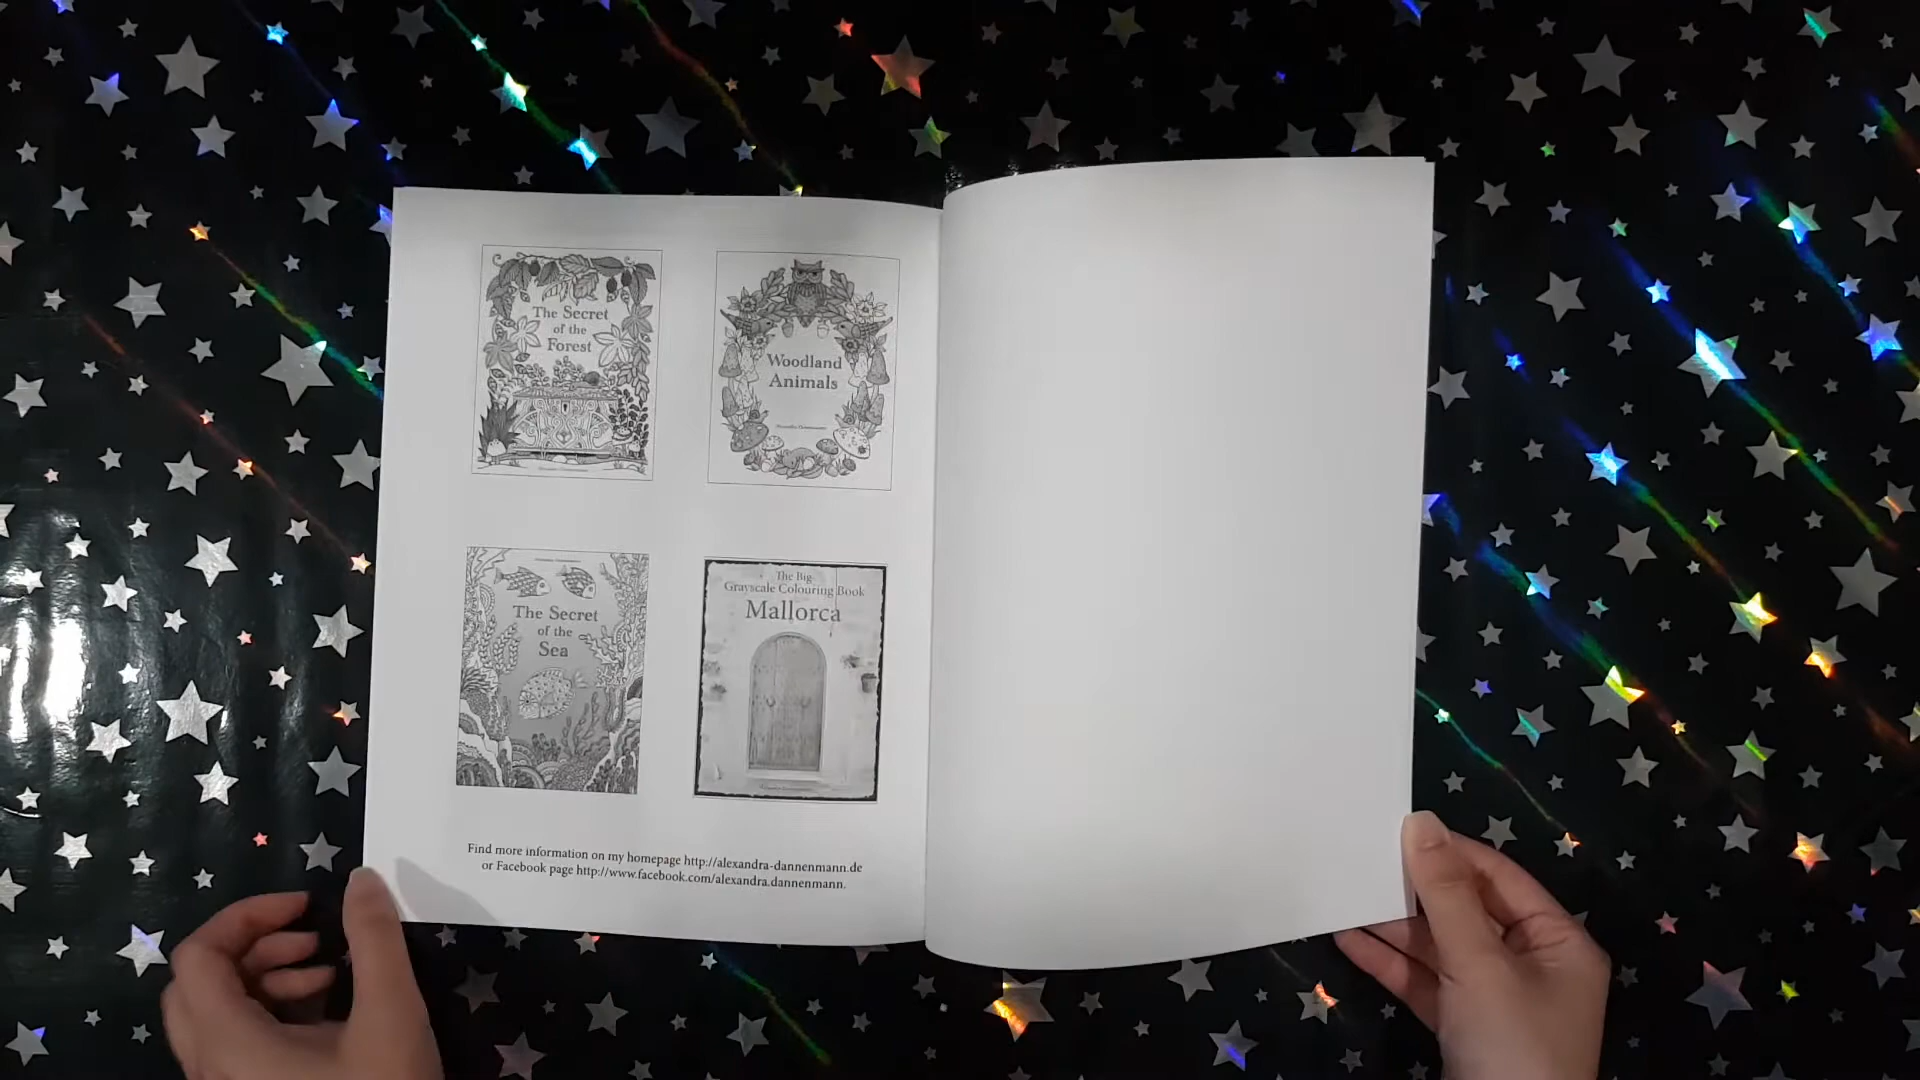 The Secret
of the
Forest
Woodland
Animals
The Secret
of the
Sea
The Big
Grayscale Colouring Book
Mallorca
Find more information on my homepage http://alexandra-dannenmann.de
or Facebook page http://www.facebook.com/alexandra.dannenmann.